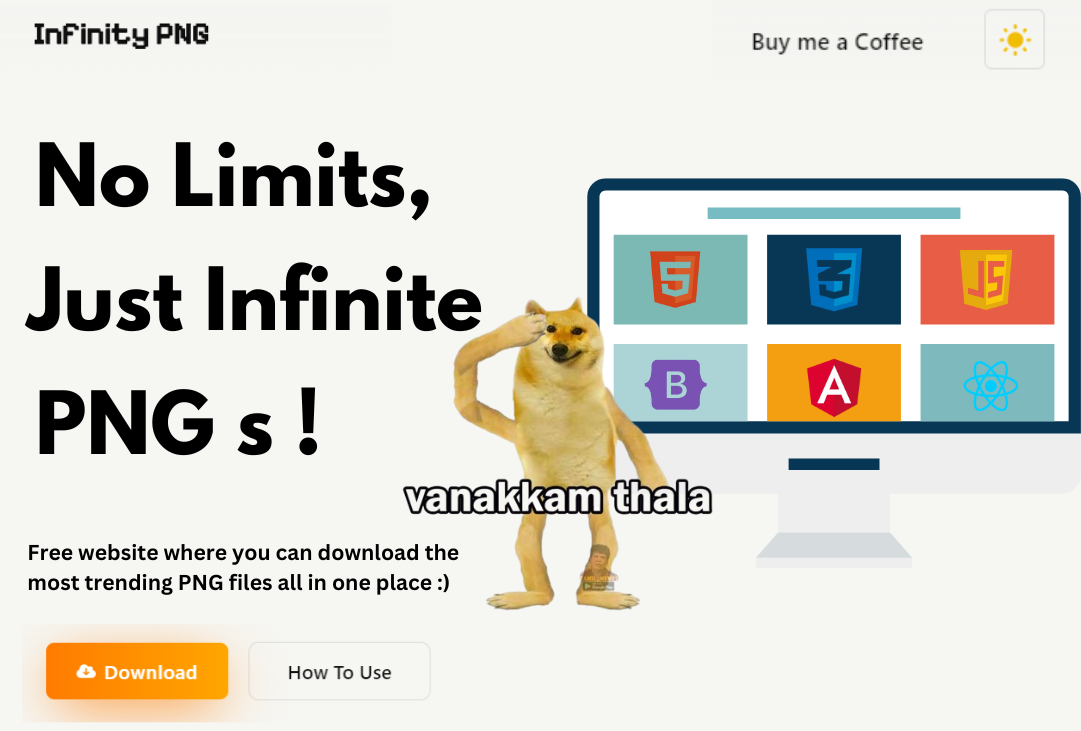 Infinity PNG
Buy me a Coffee
No Limits,
Just Infinite
PNG s !
5
3
JS
B
A
vanakkam thala
Free website where you can download the
most trending PNG files all in one place :)
Download
How To Use